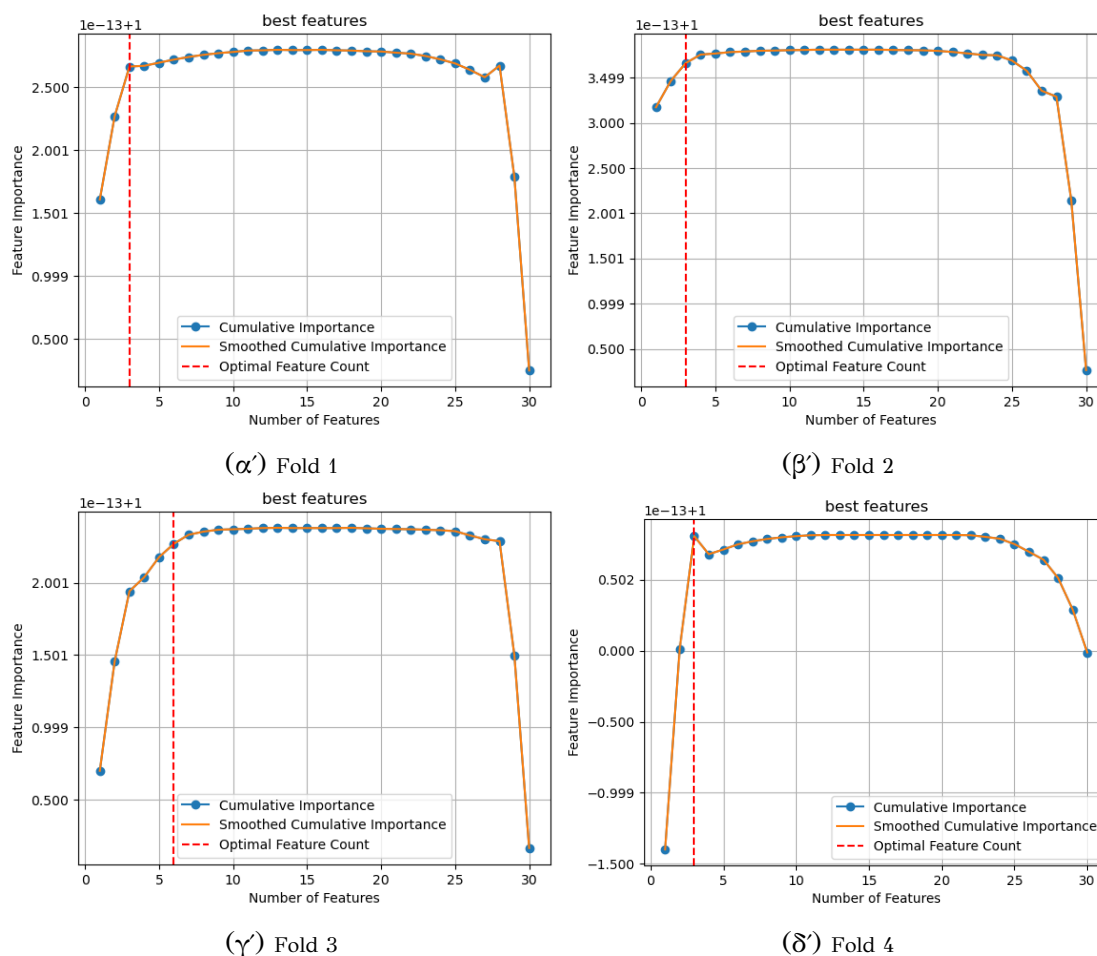 1e−13+1
best features
2.500
2.001
1.501
0.999
0.500
Feature Importance
Cumulative Importance
Smoothed Cumulative Importance
Optimal Feature Count
0 5 10 15 20 25 30
Number of Features
(α′) Fold 1
1e−13+1
best features
3.499
3.000
2.500
2.001
1.501
0.999
0.500
Feature Importance
Cumulative Importance
Smoothed Cumulative Importance
Optimal Feature Count
0 5 10 15 20 25 30
Number of Features
(β′) Fold 2
1e−13+1
best features
2.001
1.501
0.999
0.500
Feature Importance
Cumulative Importance
Smoothed Cumulative Importance
Optimal Feature Count
0 5 10 15 20 25 30
Number of Features
(γ′) Fold 3
1e−13+1
best features
0.502
0.000
−0.500
−0.999
−1.500
Feature Importance
Cumulative Importance
Smoothed Cumulative Importance
Optimal Feature Count
0 5 10 15 20 25 30
Number of Features
(δ′) Fold 4